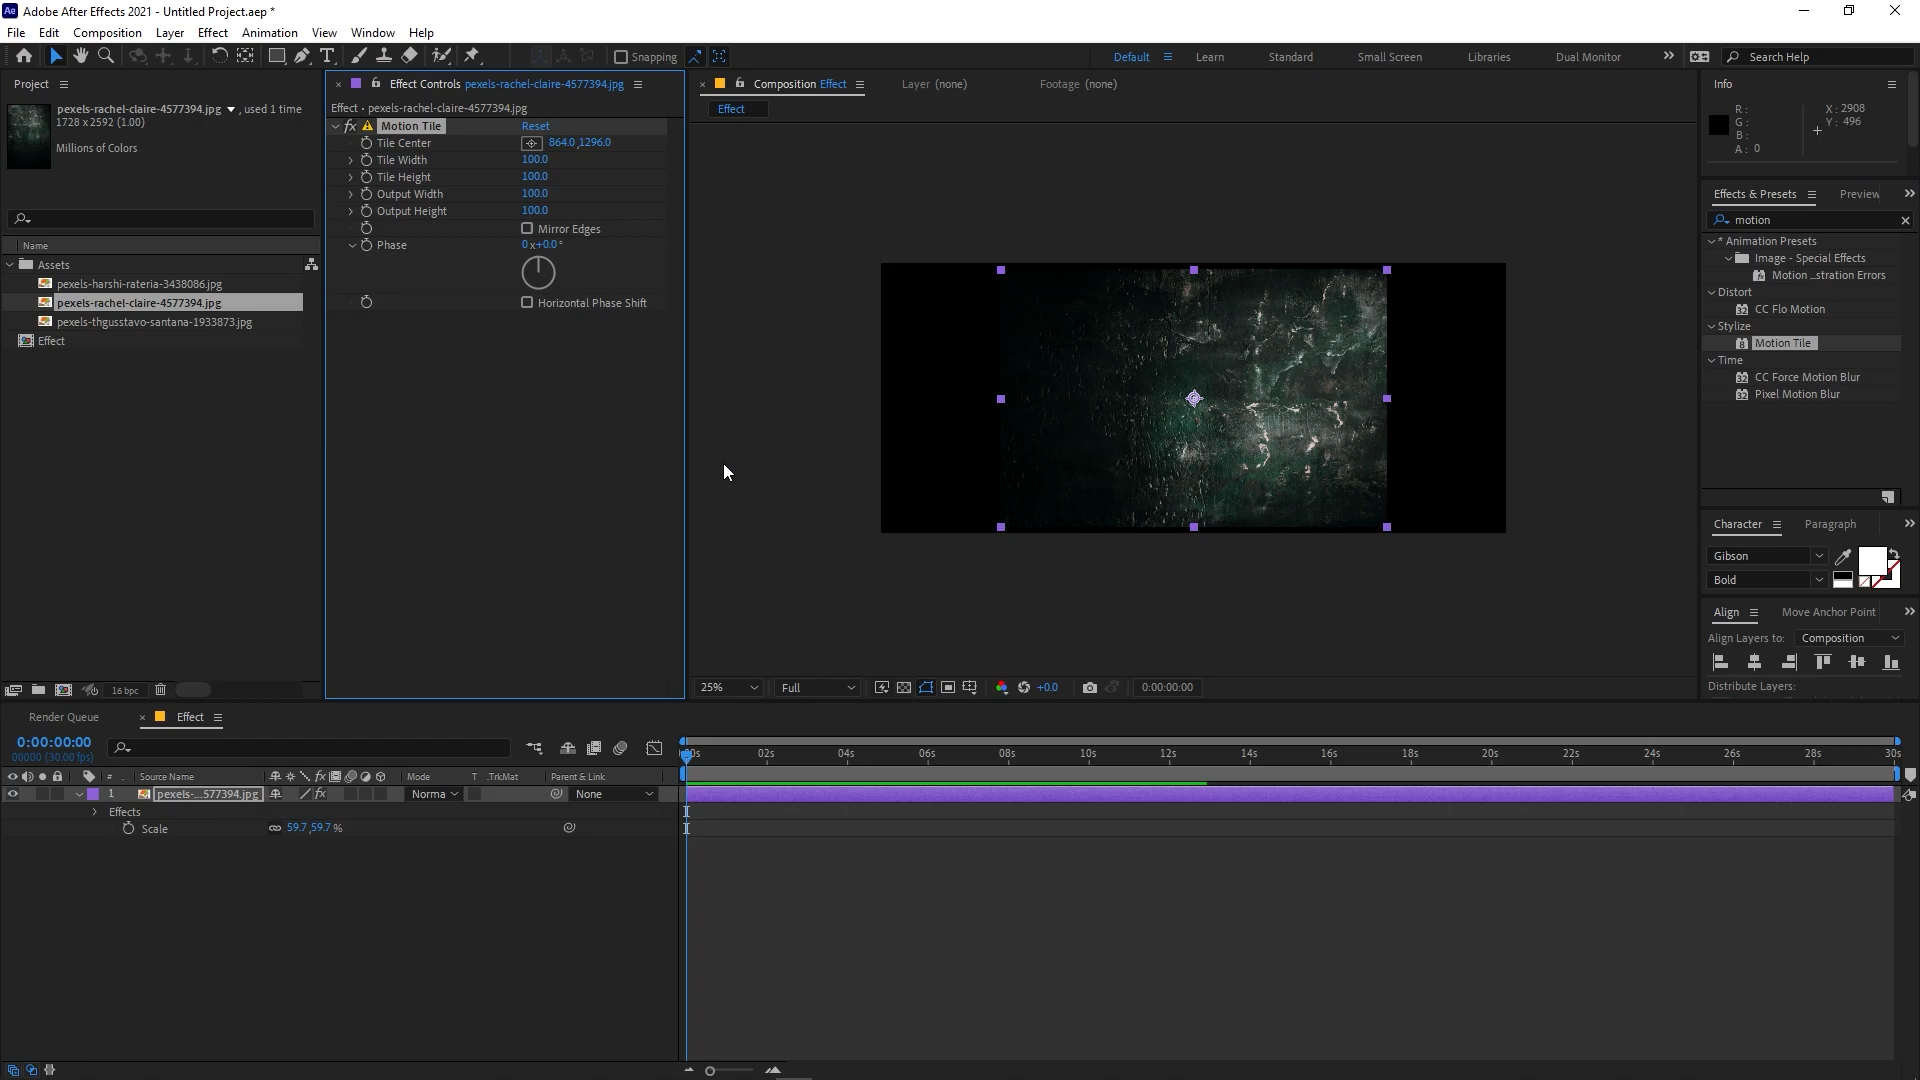 Adobe After Effects 2021 - Untitled Project.aep *
File Edit Composition Layer Effect Animation View Window Help
Snapping
Default Learn Standard Small Screen Libraries Dual Monitor Search Help
Project
pexels-rachel-claire-4577394.jpg , used 1 time
1728 x 2592 (1.00)
Millions of Colors
Name
Assets
pexels-harshi-rateria-3438086.jpg
pexels-rachel-claire-4577394.jpg
pexels-thgusstavo-santana-1933873.jpg
Effect
16 bpc
Effect Controls pexels-rachel-claire-4577394.jpg
Effect • pexels-rachel-claire-4577394.jpg
fx Motion Tile Reset
Tile Center 864.0,1296.0
Tile Width 100.0
Tile Height 100.0
Output Width 100.0
Output Height 100.0
Mirror Edges
Phase 0x+0.0°
Horizontal Phase Shift
Composition Effect Layer (none) Footage (none)
Effect
25% Full +0.0 0:00:00:00
Info
R :
G :
B :
A : 0
X : 2908
Y : 496
Effects & Presets Preview
motion
* Animation Presets
Image - Special Effects
Motion ...stration Errors
Distort
CC Flo Motion
Stylize
Motion Tile
Time
CC Force Motion Blur
Pixel Motion Blur
Character Paragraph
Gibson
Bold
Align Move Anchor Point
Align Layers to: Composition
Distribute Layers:
Render Queue Effect
0:00:00:00
00000 (30.00 fps)
# Source Name fx Mode T .TrkMat Parent & Link
1 pexels-...577394.jpg fx Norma None
Effects
Scale 59.7,59.7 %
02s 04s 06s 08s 10s 12s 14s 16s 18s 20s 22s 24s 26s 28s 30s